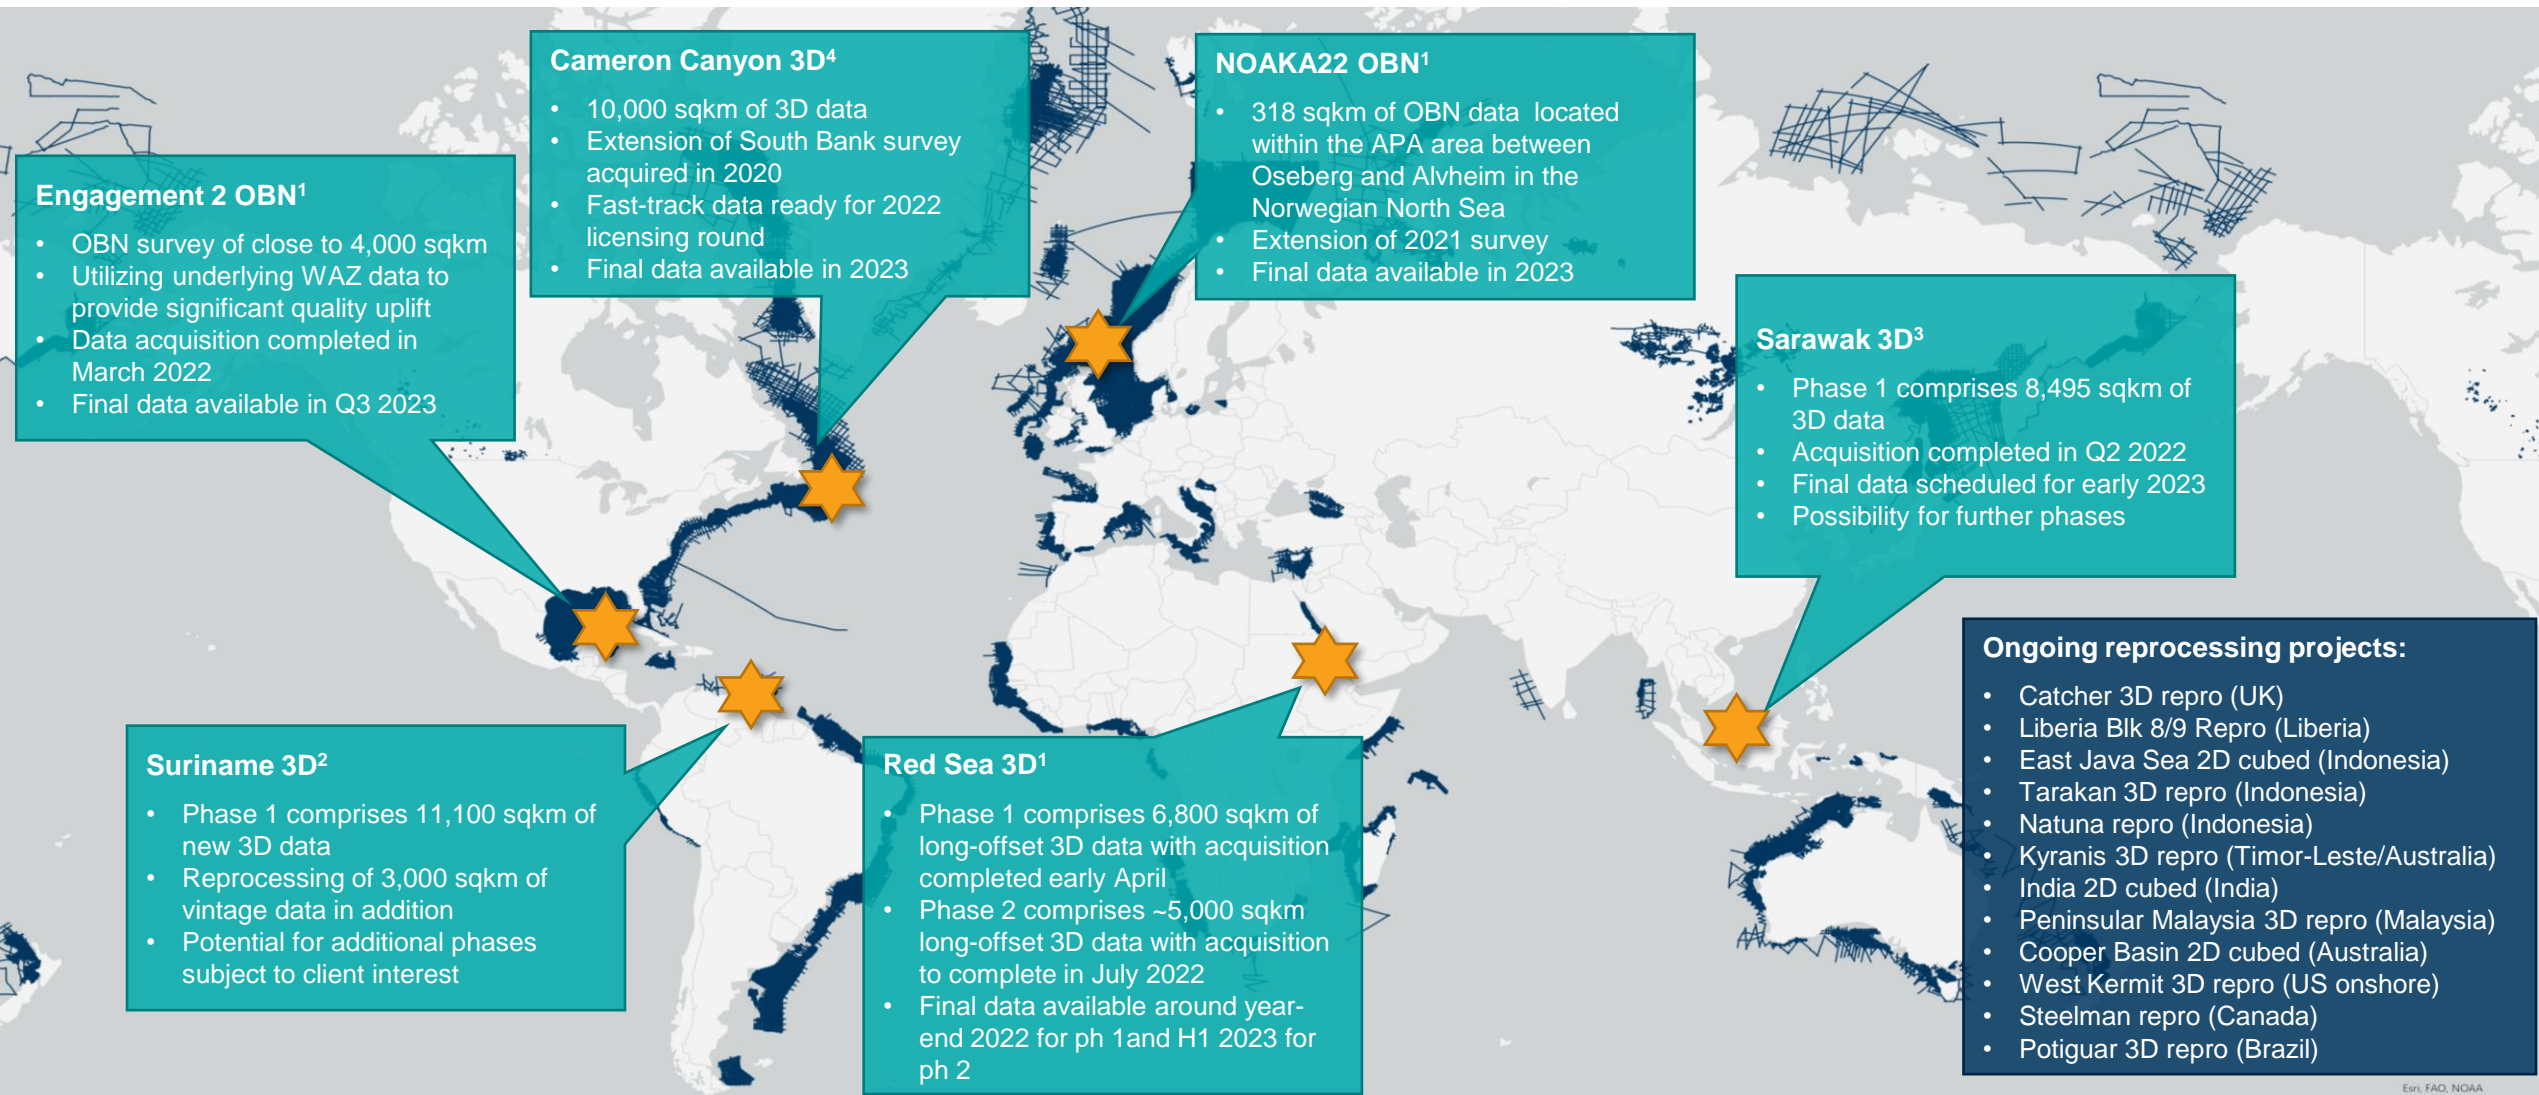 Cameron Canyon 3D⁴
• 10,000 sqkm of 3D data
• Extension of South Bank survey
acquired in 2020
• Fast-track data ready for 2022
licensing round
• Final data available in 2023
NOAKA22 OBN¹
• 318 sqkm of OBN data located
within the APA area between
Oseberg and Alvheim in the
Norwegian North Sea
• Extension of 2021 survey
• Final data available in 2023
Engagement 2 OBN¹
• OBN survey of close to 4,000 sqkm
• Utilizing underlying WAZ data to
provide significant quality uplift
• Data acquisition completed in
March 2022
• Final data available in Q3 2023
Sarawak 3D³
• Phase 1 comprises 8,495 sqkm of
3D data
• Acquisition completed in Q2 2022
• Final data scheduled for early 2023
• Possibility for further phases
Suriname 3D²
• Phase 1 comprises 11,100 sqkm of
new 3D data
• Reprocessing of 3,000 sqkm of
vintage data in addition
• Potential for additional phases
subject to client interest
Red Sea 3D¹
• Phase 1 comprises 6,800 sqkm of
long-offset 3D data with acquisition
completed early April
• Phase 2 comprises ~5,000 sqkm
long-offset 3D data with acquisition
to complete in July 2022
• Final data available around year-
end 2022 for ph 1and H1 2023 for
ph 2
Ongoing reprocessing projects:
• Catcher 3D repro (UK)
• Liberia Blk 8/9 Repro (Liberia)
• East Java Sea 2D cubed (Indonesia)
• Tarakan 3D repro (Indonesia)
• Natuna repro (Indonesia)
• Kyranis 3D repro (Timor-Leste/Australia)
• India 2D cubed (India)
• Peninsular Malaysia 3D repro (Malaysia)
• Cooper Basin 2D cubed (Australia)
• West Kermit 3D repro (US onshore)
• Steelman repro (Canada)
• Potiguar 3D repro (Brazil)
Esri, FAO, NOAA